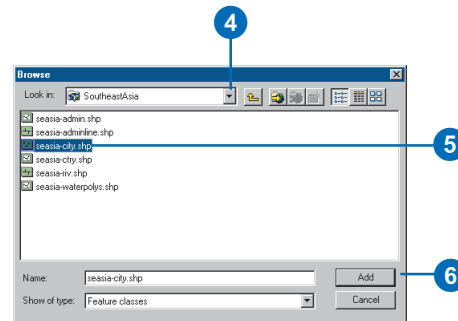 4
Browse
Look in: SoutheastAsia
seasia-admin.shp
seasia-adminline.shp
seasia-city.shp
5
seasia-ctry.shp
seasia-riv.shp
seasia-waterpolys.shp
Name: seasia-city.shp Add
6
Show of type: Feature classes Cancel